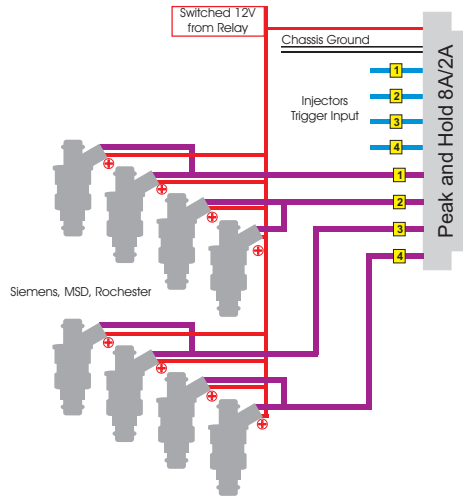 Switched 12V
from Relay
Chassis Ground
1
2
3
4
Injectors
Trigger Input
1
2
3
4
Peak and Hold 8A/2A
Siemens, MSD, Rochester